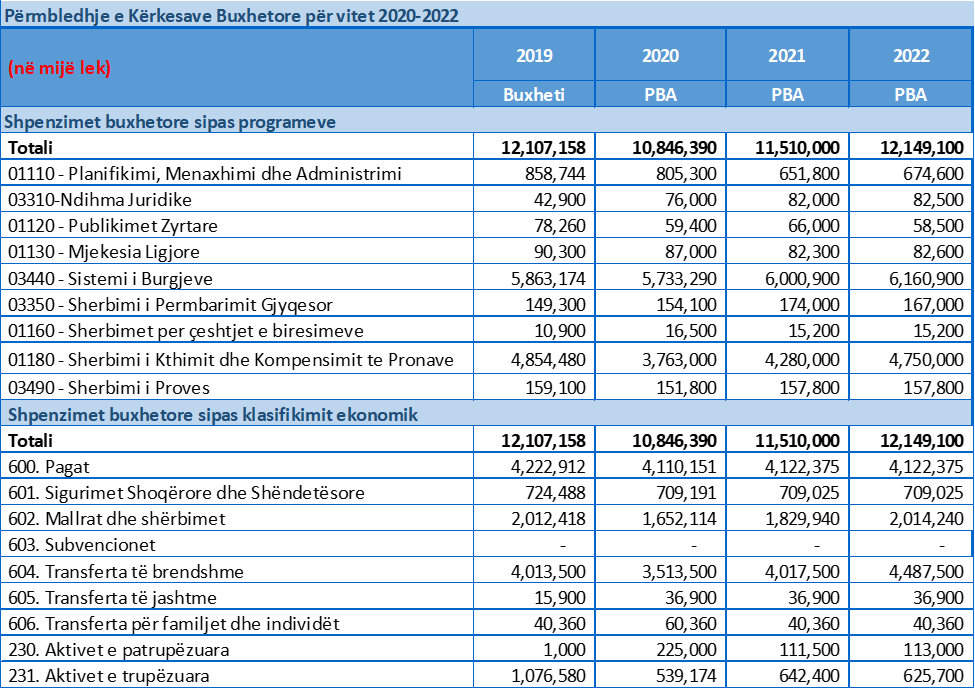 Përmbledhje e Kërkesave Buxhetore për vitet 2020-2022
(në mijë lek) 2019 2020 2021 2022
Buxheti PBA PBA PBA
Shpenzimet buxhetore sipas programeve
Totali 12,107,158 10,846,390 11,510,000 12,149,100
01110 - Planifikimi, Menaxhimi dhe Administrimi 858,744 805,300 651,800 674,600
03310-Ndihma Juridike 42,900 76,000 82,000 82,500
01120 - Publikimet Zyrtare 78,260 59,400 66,000 58,500
01130 - Mjekesia Ligjore 90,300 87,000 82,300 82,600
03440 - Sistemi i Burgjeve 5,863,174 5,733,290 6,000,900 6,160,900
03350 - Sherbimi i Permbarimit Gjyqesor 149,300 154,100 174,000 167,000
01160 - Sherbimet per çeshtjet e biresimeve 10,900 16,500 15,200 15,200
01180 - Sherbimi i Kthimit dhe Kompensimit te Pronave 4,854,480 3,763,000 4,280,000 4,750,000
03490 - Sherbimi i Proves 159,100 151,800 157,800 157,800
Shpenzimet buxhetore sipas klasifikimit ekonomik
Totali 12,107,158 10,846,390 11,510,000 12,149,100
600. Pagat 4,222,912 4,110,151 4,122,375 4,122,375
601. Sigurimet Shoqërore dhe Shëndetësore 724,488 709,191 709,025 709,025
602. Mallrat dhe shërbimet 2,012,418 1,652,114 1,829,940 2,014,240
603. Subvencionet - - - -
604. Transferta të brendshme 4,013,500 3,513,500 4,017,500 4,487,500
605. Transferta të jashtme 15,900 36,900 36,900 36,900
606. Transferta për familjet dhe individët 40,360 60,360 40,360 40,360
230. Aktivet e patrupëzuara 1,000 225,000 111,500 113,000
231. Aktivet e trupëzuara 1,076,580 539,174 642,400 625,700